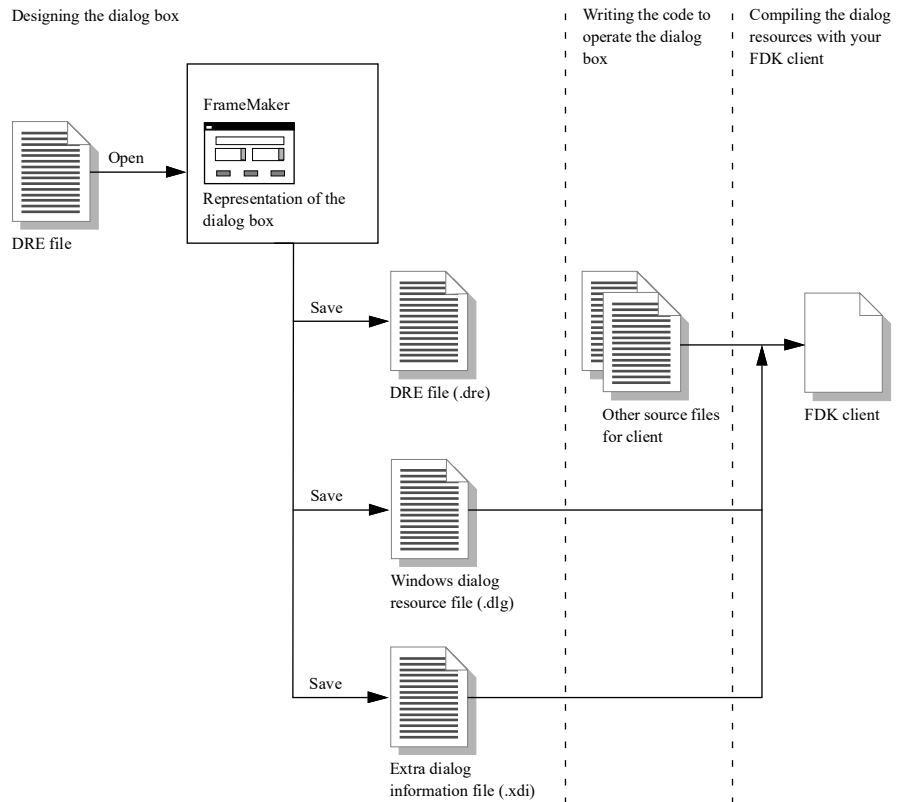 Designing the dialog box
Writing the code to
operate the dialog
box
Compiling the dialog
resources with your
FDK client
FrameMaker
Open
Representation of the
dialog box
DRE file
Save
DRE file (.dre)
Other source files
for client
FDK client
Save
Windows dialog
resource file (.dlg)
Save
Extra dialog
information file (.xdi)